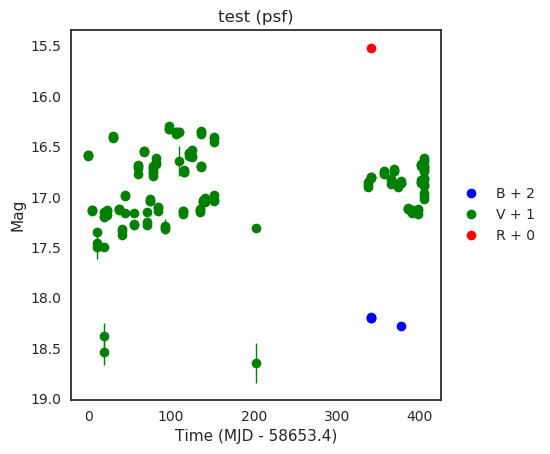 test (psf)
15.5
16.0
16.5
17.0
17.5
18.0
18.5
19.0
Mag
0
100
200
300
400
Time (MJD - 58653.4)
B + 2
V + 1
R + 0